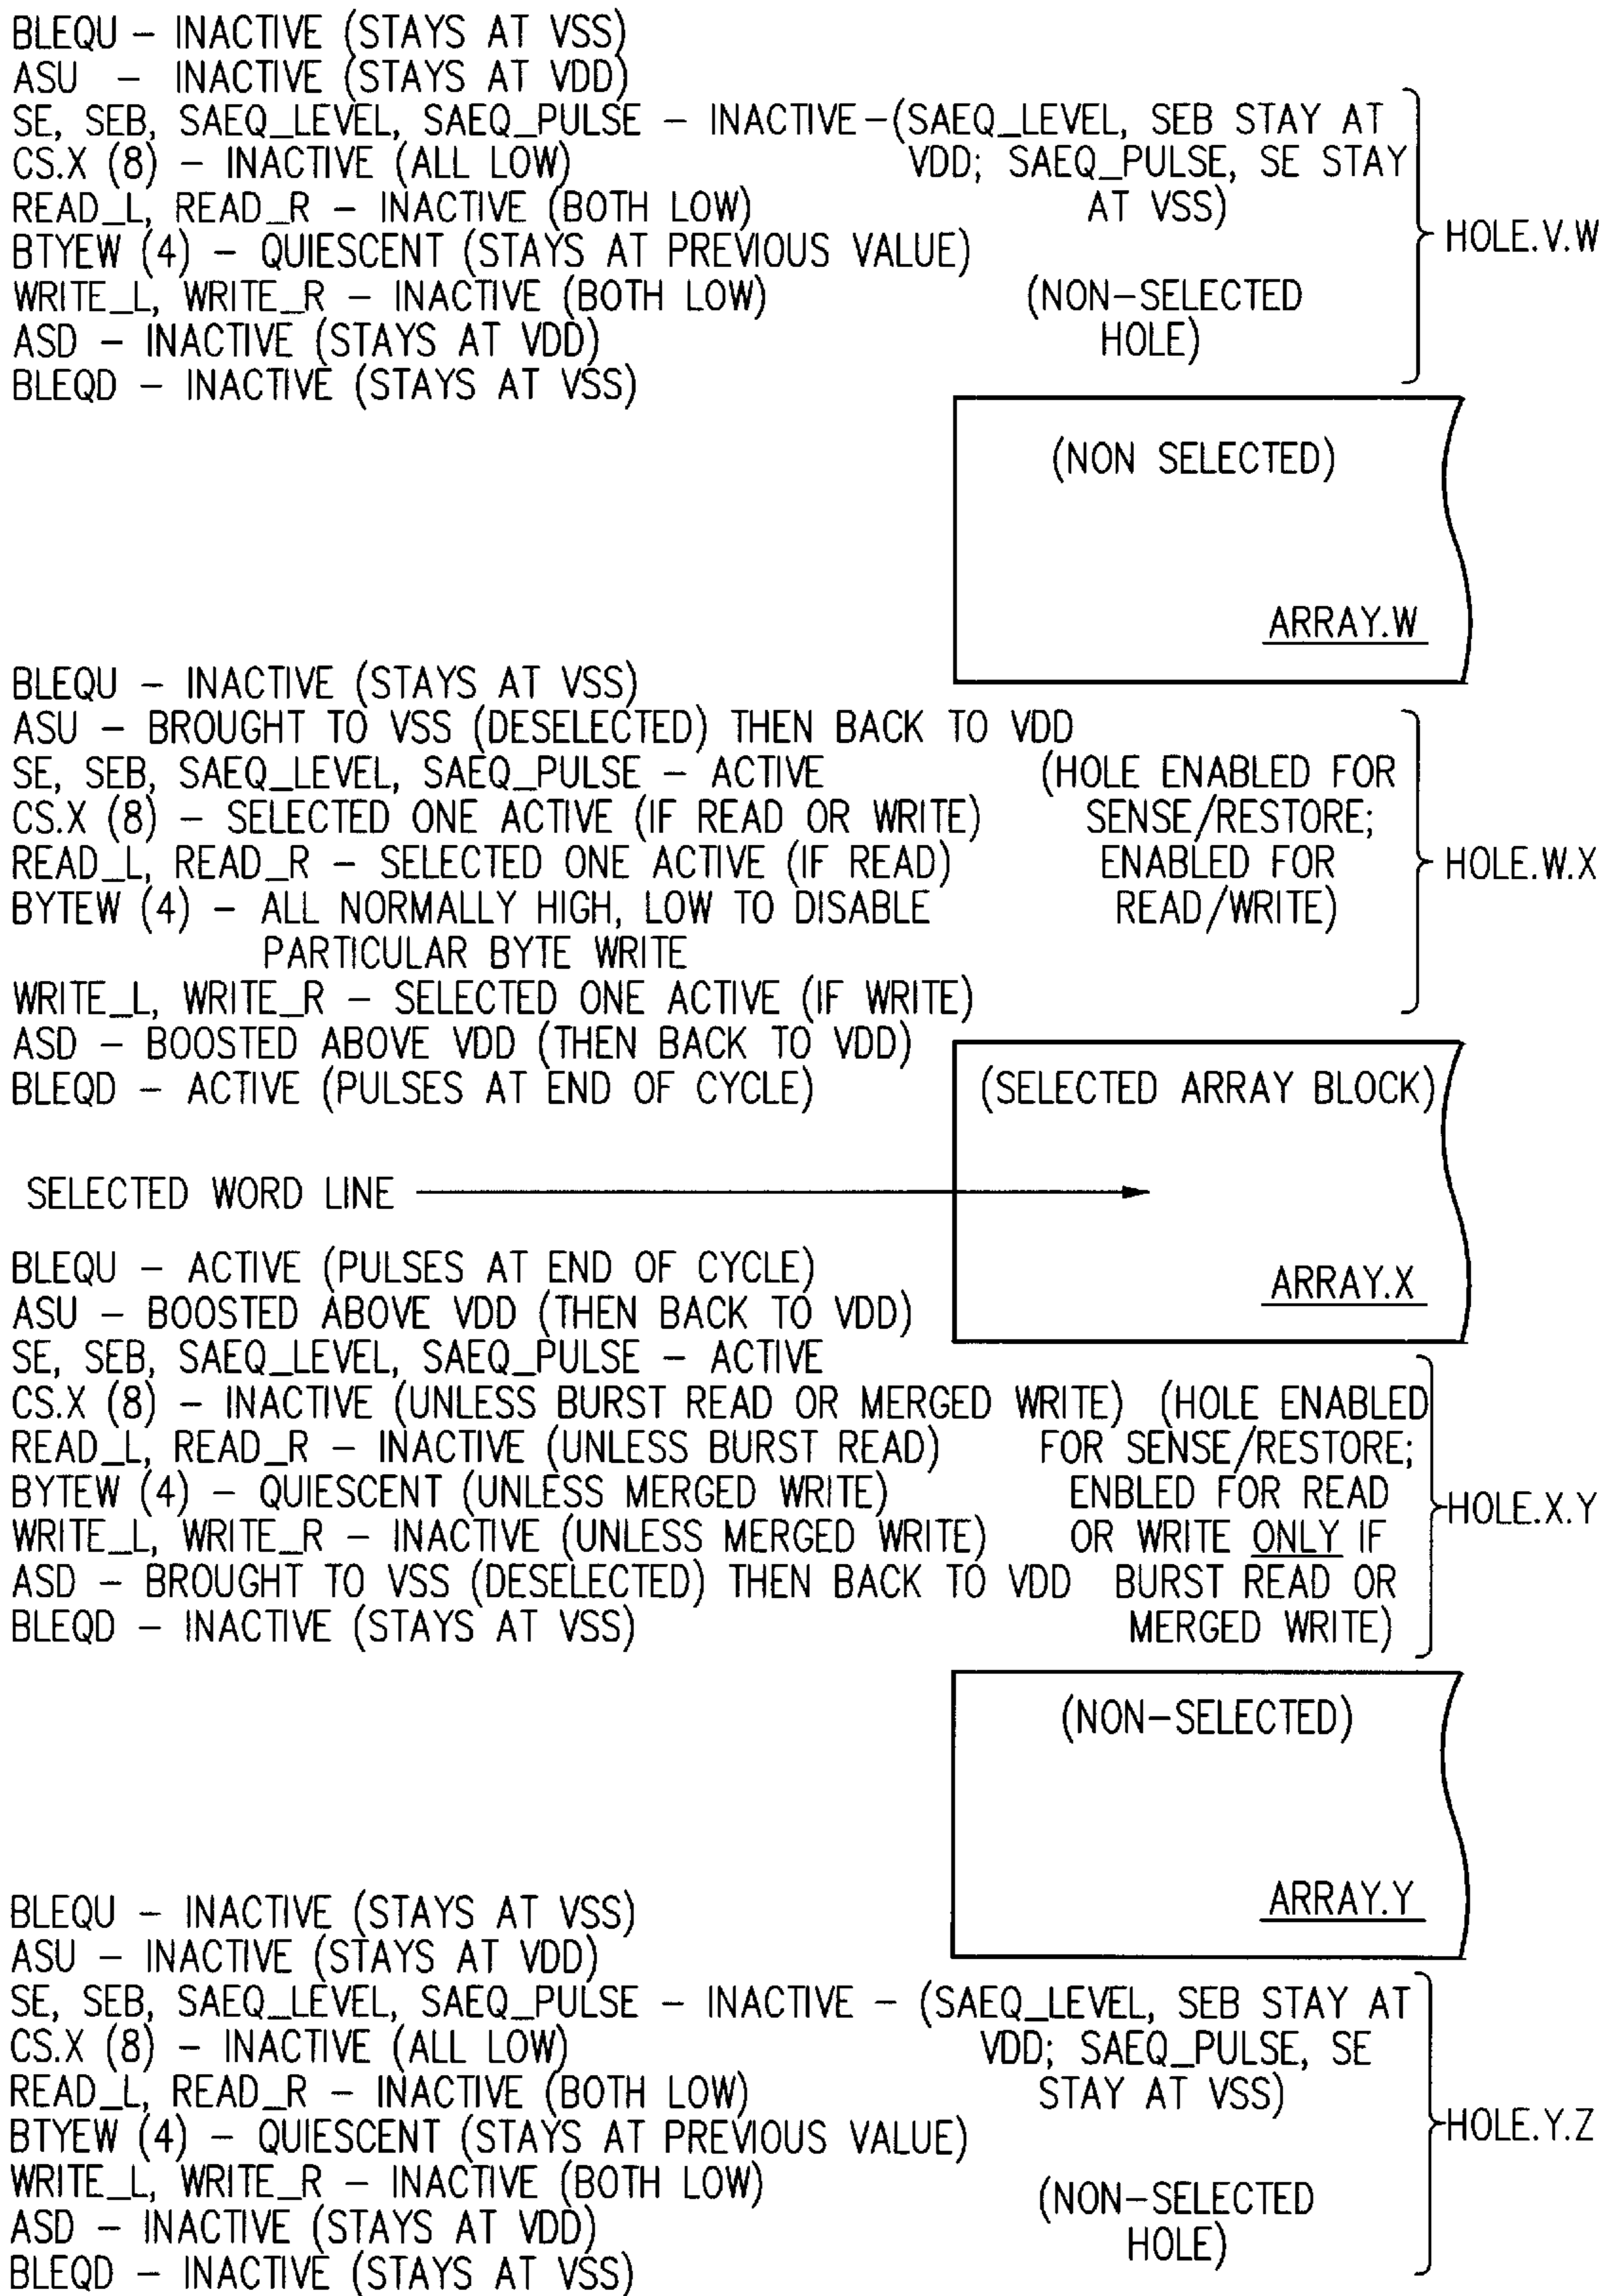 BLEQU – INACTIVE (STAYS AT VSS)
ASU – INACTIVE (STAYS AT VDD)
SE, SEB, SAEQ_LEVEL, SAEQ_PULSE – INACTIVE–(SAEQ_LEVEL, SEB STAY AT
CS.X (8) – INACTIVE (ALL LOW) VDD; SAEQ_PULSE, SE STAY
READ_L, READ_R – INACTIVE (BOTH LOW) AT VSS)
HOLE.V.W
BTYEW (4) – QUIESCENT (STAYS AT PREVIOUS VALUE)
WRITE_L, WRITE_R – INACTIVE (BOTH LOW) (NON-SELECTED
ASD – INACTIVE (STAYS AT VDD) HOLE)
BLEQD – INACTIVE (STAYS AT VSS)
(NON SELECTED)
ARRAY.W
BLEQU – INACTIVE (STAYS AT VSS)
ASU – BROUGHT TO VSS (DESELECTED) THEN BACK TO VDD
SE, SEB, SAEQ_LEVEL, SAEQ_PULSE – ACTIVE (HOLE ENABLED FOR
CS.X (8) – SELECTED ONE ACTIVE (IF READ OR WRITE) SENSE/RESTORE;
READ_L, READ_R – SELECTED ONE ACTIVE (IF READ) ENABLED FOR HOLE.W.X
BYTEW (4) – ALL NORMALLY HIGH, LOW TO DISABLE READ/WRITE)
PARTICULAR BYTE WRITE
WRITE_L, WRITE_R – SELECTED ONE ACTIVE (IF WRITE)
ASD – BOOSTED ABOVE VDD (THEN BACK TO VDD)
BLEQD – ACTIVE (PULSES AT END OF CYCLE) (SELECTED ARRAY BLOCK)
SELECTED WORD LINE
BLEQU – ACTIVE (PULSES AT END OF CYCLE)
ARRAY.X
ASU – BOOSTED ABOVE VDD (THEN BACK TO VDD)
SE, SEB, SAEQ_LEVEL, SAEQ_PULSE – ACTIVE
CS.X (8) – INACTIVE (UNLESS BURST READ OR MERGED WRITE) (HOLE ENABLED
READ_L, READ_R – INACTIVE (UNLESS BURST READ) FOR SENSE/RESTORE;
BYTEW (4) – QUIESCENT (UNLESS MERGED WRITE) ENBLED FOR READ
HOLE.X.Y
WRITE_L, WRITE_R – INACTIVE (UNLESS MERGED WRITE) OR WRITE ONLY IF
ASD – BROUGHT TO VSS (DESELECTED) THEN BACK TO VDD BURST READ OR
BLEQD – INACTIVE (STAYS AT VSS) MERGED WRITE)
(NON-SELECTED)
ARRAY.Y
BLEQU – INACTIVE (STAYS AT VSS)
ASU – INACTIVE (STAYS AT VDD)
SE, SEB, SAEQ_LEVEL, SAEQ_PULSE – INACTIVE – (SAEQ_LEVEL, SEB STAY AT
CS.X (8) – INACTIVE (ALL LOW) VDD; SAEQ_PULSE, SE
READ_L, READ_R – INACTIVE (BOTH LOW) STAY AT VSS)
HOLE.Y.Z
BTYEW (4) – QUIESCENT (STAYS AT PREVIOUS VALUE)
WRITE_L, WRITE_R – INACTIVE (BOTH LOW) (NON-SELECTED
ASD – INACTIVE (STAYS AT VDD) HOLE)
BLEQD – INACTIVE (STAYS AT VSS)